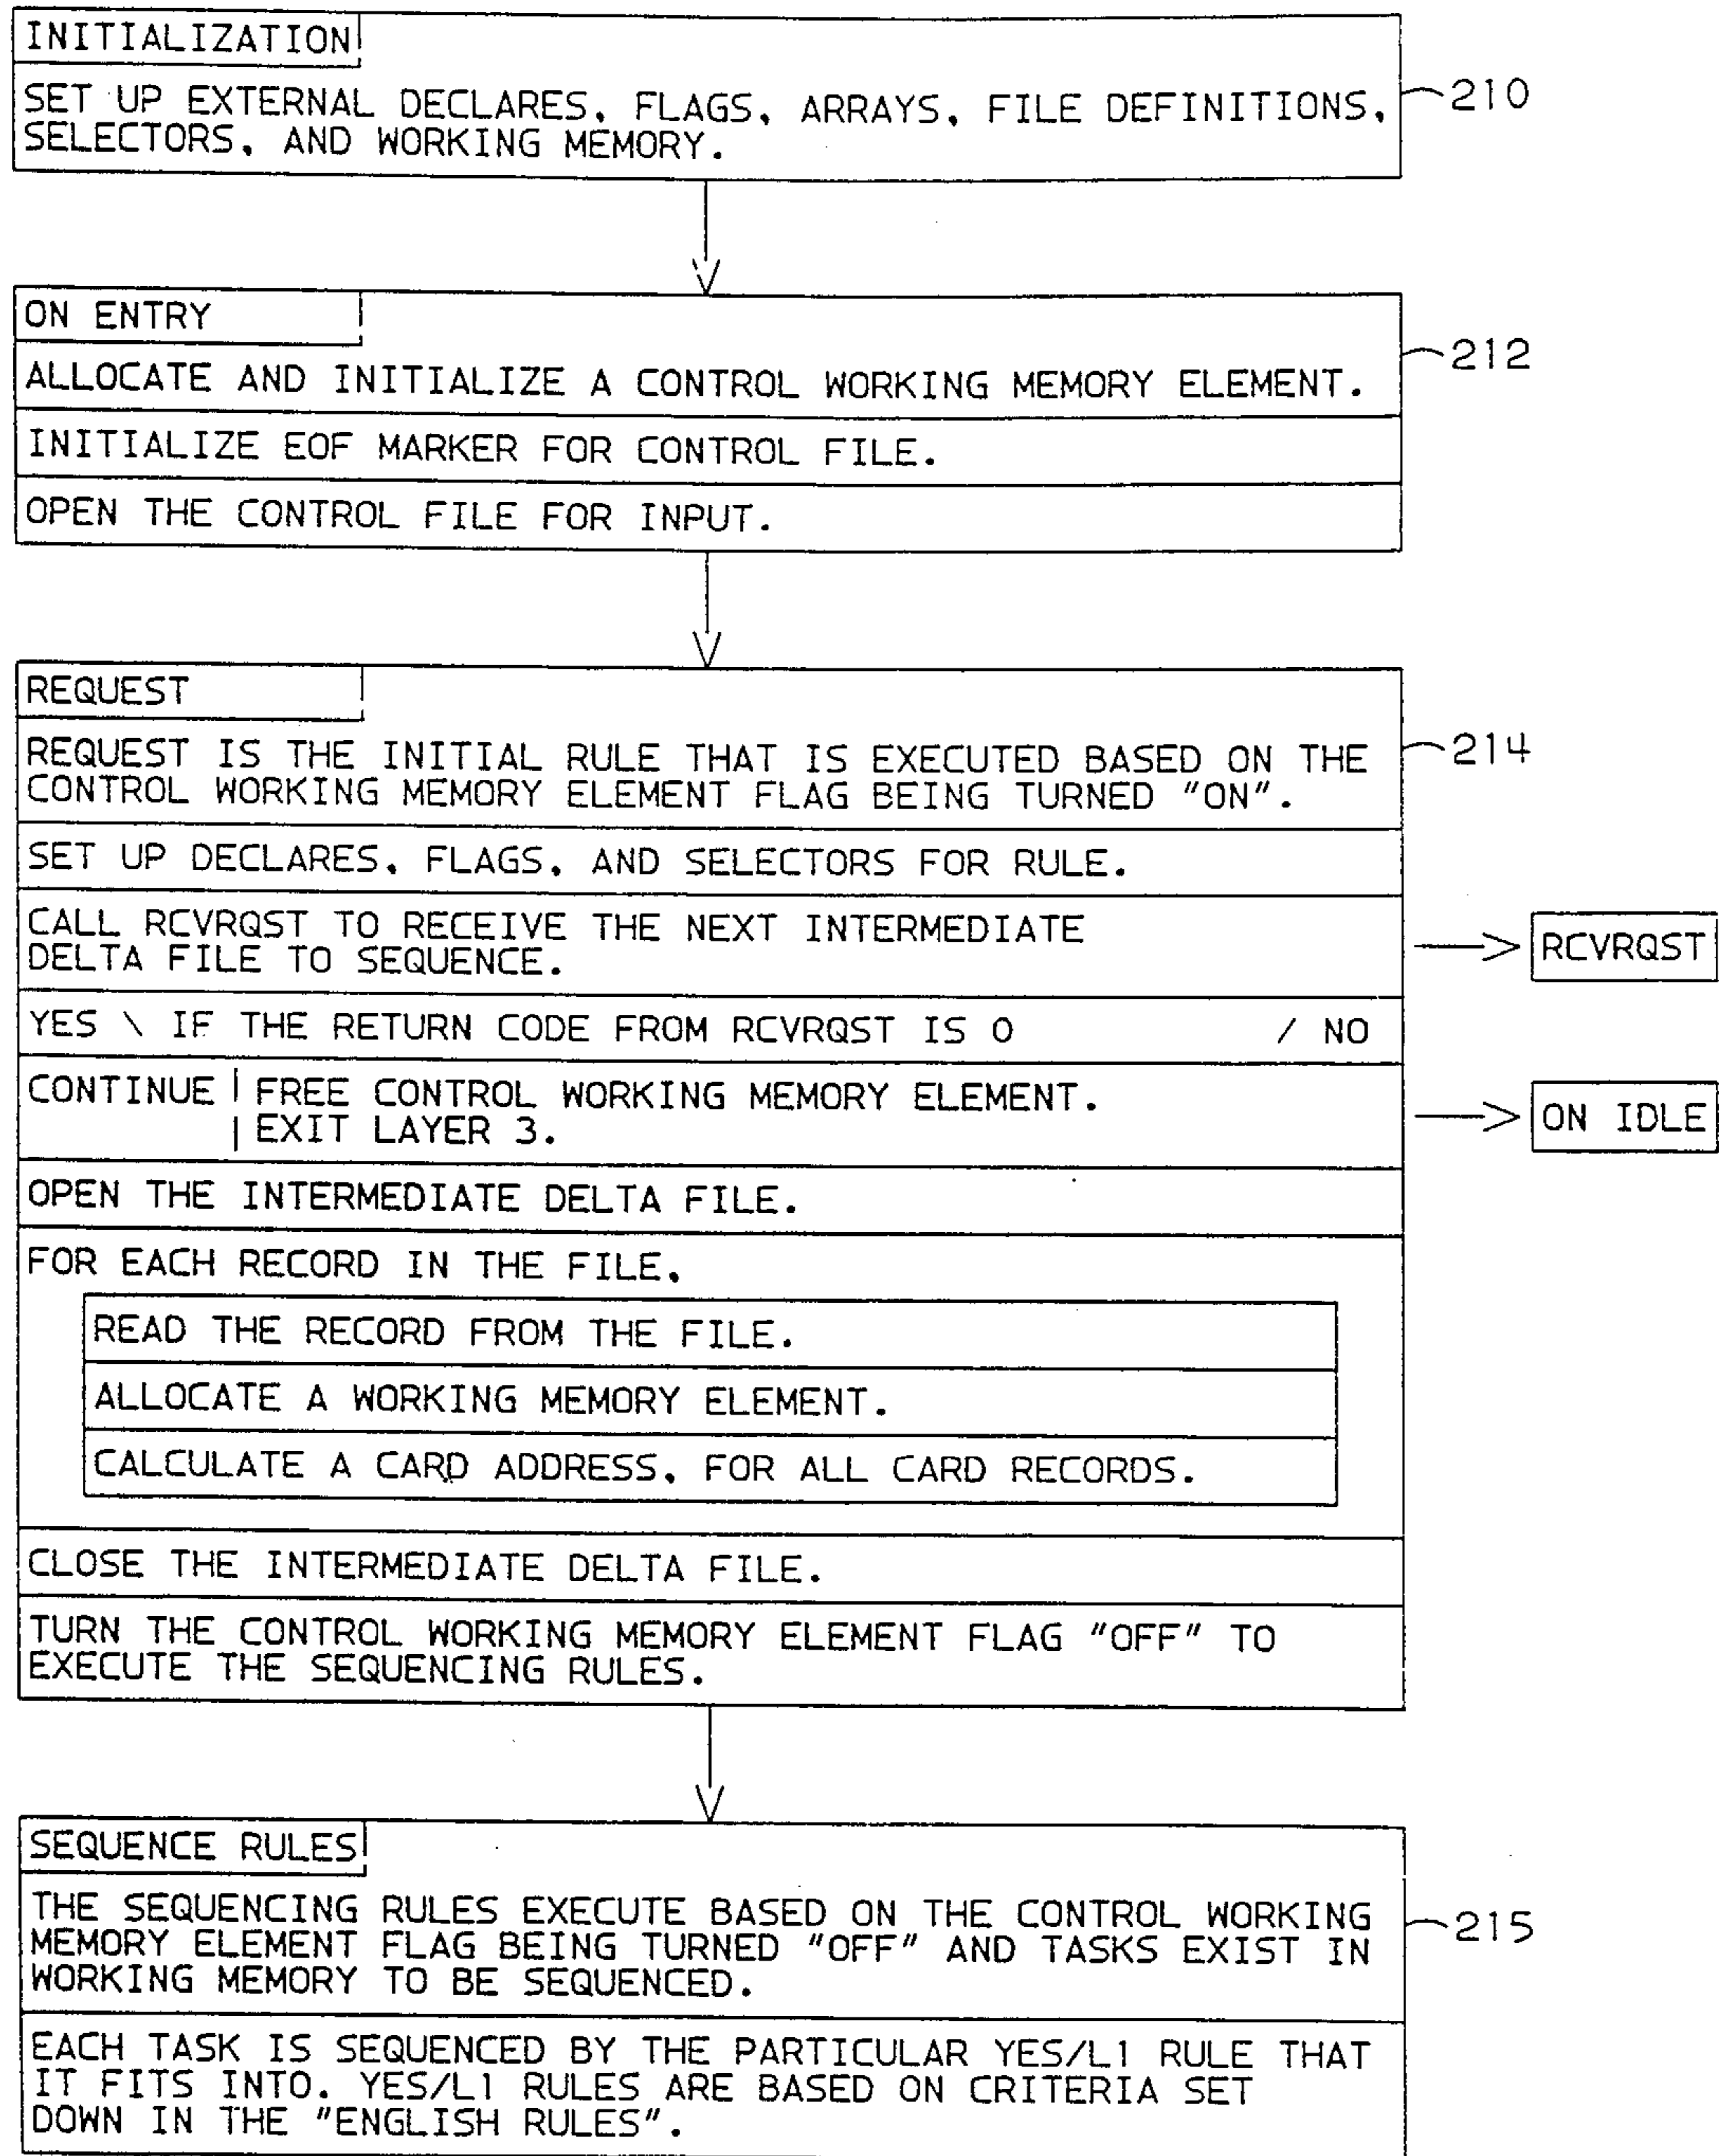 INITIALIZATION
SET UP EXTERNAL DECLARES, FLAGS, ARRAYS, FILE DEFINITIONS,
SELECTORS, AND WORKING MEMORY.
210
ON ENTRY
212
ALLOCATE AND INITIALIZE A CONTROL WORKING MEMORY ELEMENT.
INITIALIZE EOF MARKER FOR CONTROL FILE.
OPEN THE CONTROL FILE FOR INPUT.
REQUEST
REQUEST IS THE INITIAL RULE THAT IS EXECUTED BASED ON THE
CONTROL WORKING MEMORY ELEMENT FLAG BEING TURNED "ON".
214
SET UP DECLARES, FLAGS, AND SELECTORS FOR RULE.
CALL RCVRQST TO RECEIVE THE NEXT INTERMEDIATE
DELTA FILE TO SEQUENCE.
RCVRQST
YES \ IF THE RETURN CODE FROM RCVRQST IS 0 / NO
CONTINUE | FREE CONTROL WORKING MEMORY ELEMENT.
| EXIT LAYER 3.
ON IDLE
OPEN THE INTERMEDIATE DELTA FILE.
FOR EACH RECORD IN THE FILE,
READ THE RECORD FROM THE FILE.
ALLOCATE A WORKING MEMORY ELEMENT.
CALCULATE A CARD ADDRESS, FOR ALL CARD RECORDS.
CLOSE THE INTERMEDIATE DELTA FILE.
TURN THE CONTROL WORKING MEMORY ELEMENT FLAG "OFF" TO
EXECUTE THE SEQUENCING RULES.
SEQUENCE RULES
THE SEQUENCING RULES EXECUTE BASED ON THE CONTROL WORKING
MEMORY ELEMENT FLAG BEING TURNED "OFF" AND TASKS EXIST IN
WORKING MEMORY TO BE SEQUENCED.
215
EACH TASK IS SEQUENCED BY THE PARTICULAR YES/L1 RULE THAT
IT FITS INTO. YES/L1 RULES ARE BASED ON CRITERIA SET
DOWN IN THE "ENGLISH RULES".